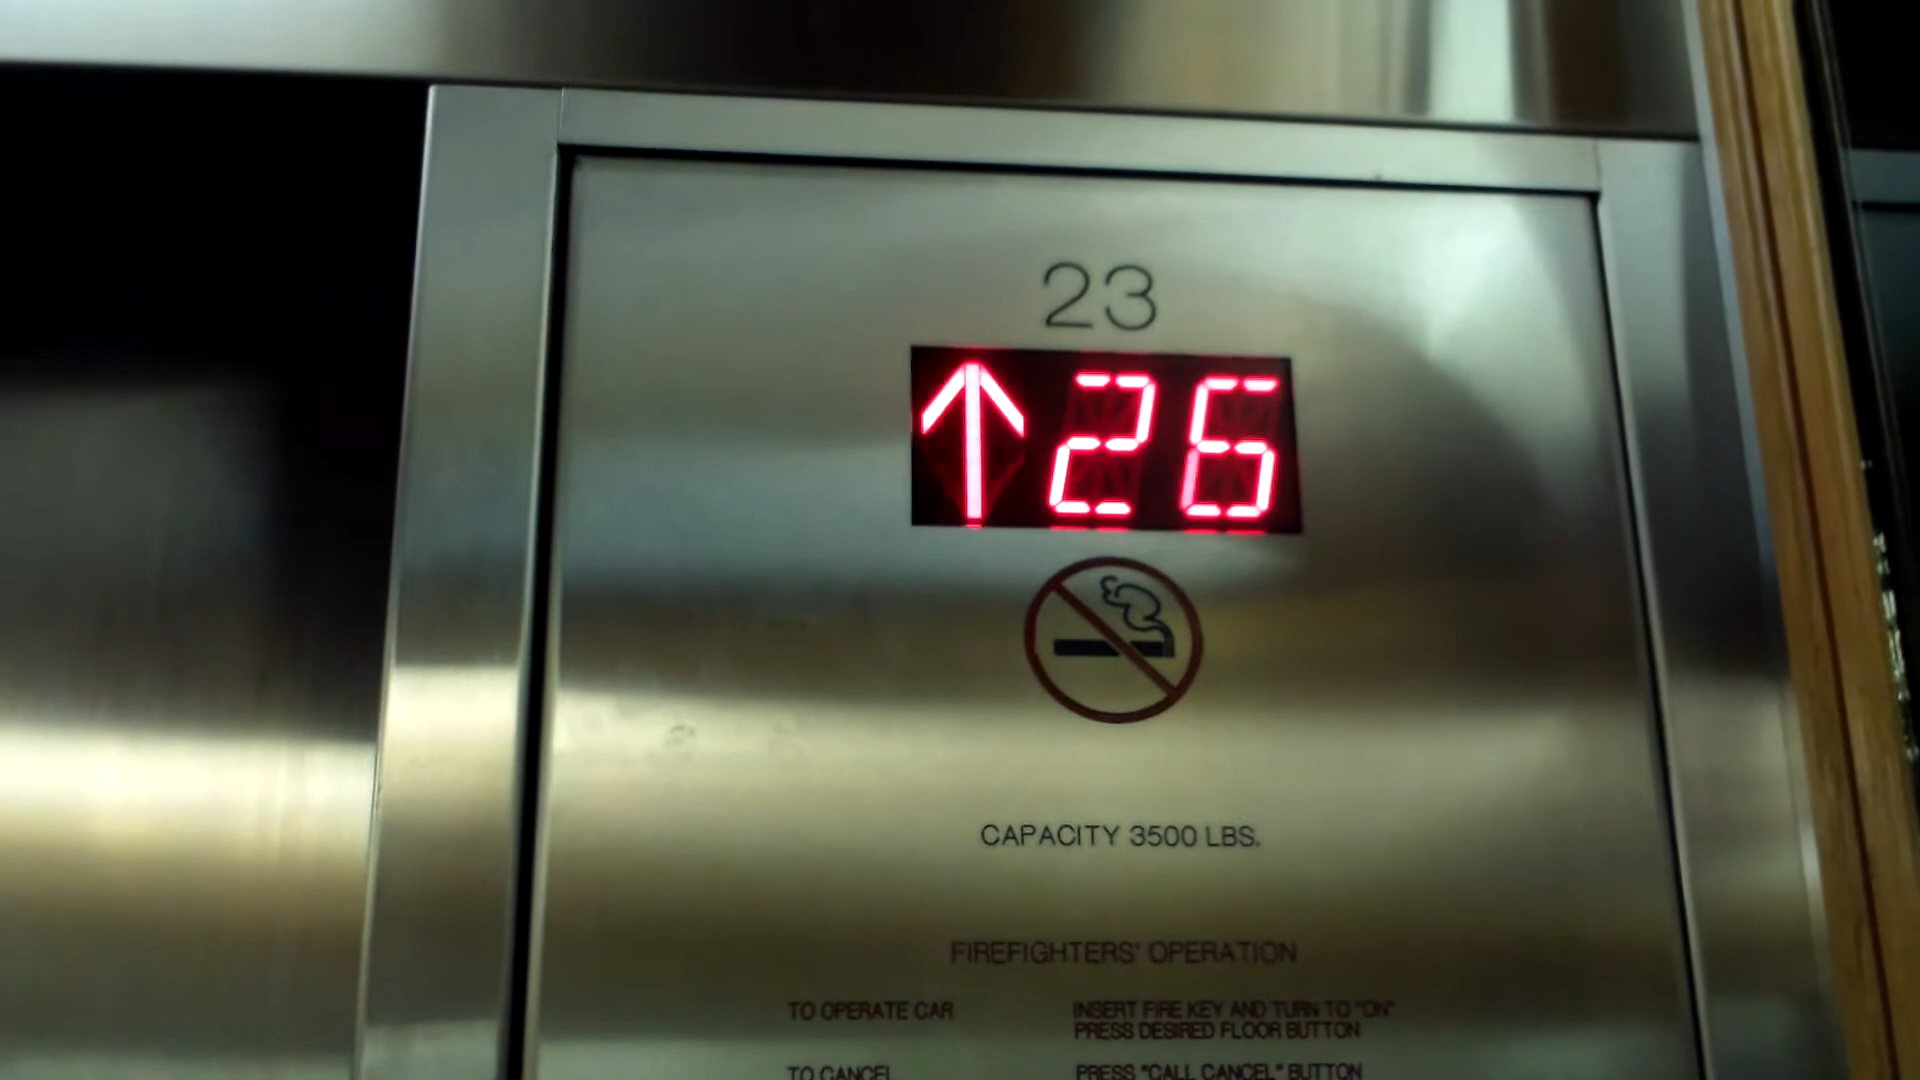 23
↑26
CAPACITY 3500 LBS.
FIREFIGHTERS' OPERATION
TO OPERATE CAR INSERT FIRE KEY AND TURN TO "ON"
PRESS DESIRED FLOOR BUTTON
TO CANCEL PRESS "CALL CANCEL" BUTTON